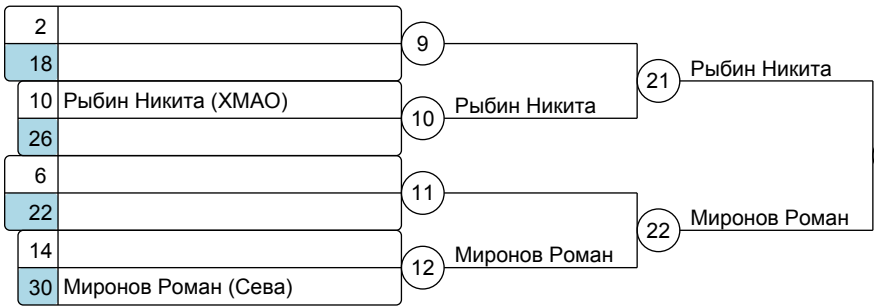 2
9
18
21 Рыбин Никита
10 Рыбин Никита (ХМАО)
10 Рыбин Никита
26
6
11
22
22 Миронов Роман
14
12 Миронов Роман
30 Миронов Роман (Сева)